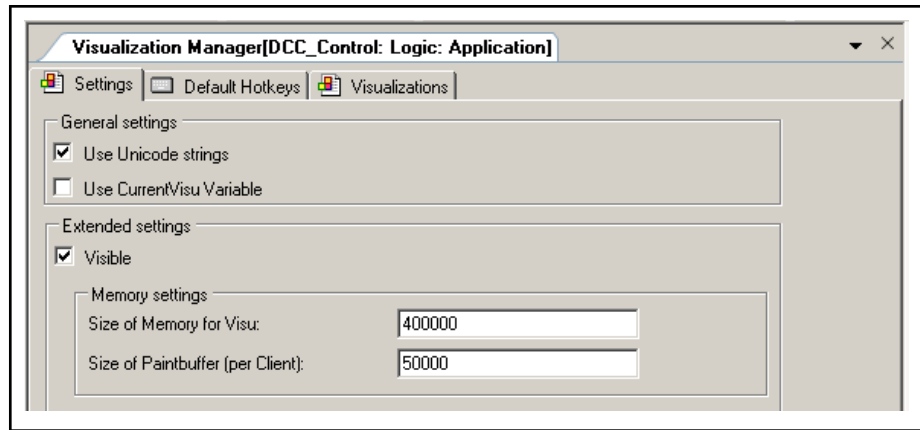 Visualization Manager[DCC_Control: Logic: Application]
Settings Default Hotkeys Visualizations
General settings
Use Unicode strings
Use CurrentVisu Variable
Extended settings
Visible
Memory settings
Size of Memory for Visu: 400000
Size of Paintbuffer (per Client): 50000